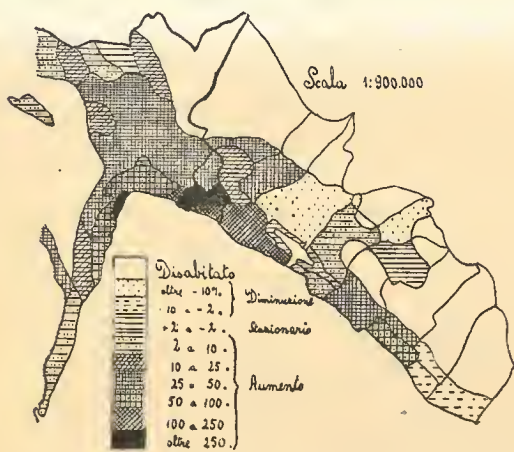 Scala 1:900.000
Disabitato
oltre -10%
-10 a -2. Diminuzione
+2 a -2. Stazionario
2 a 10.
10 a 25.
25 a 50. Aumento
50 a 100.
100 a 250
oltre 250.